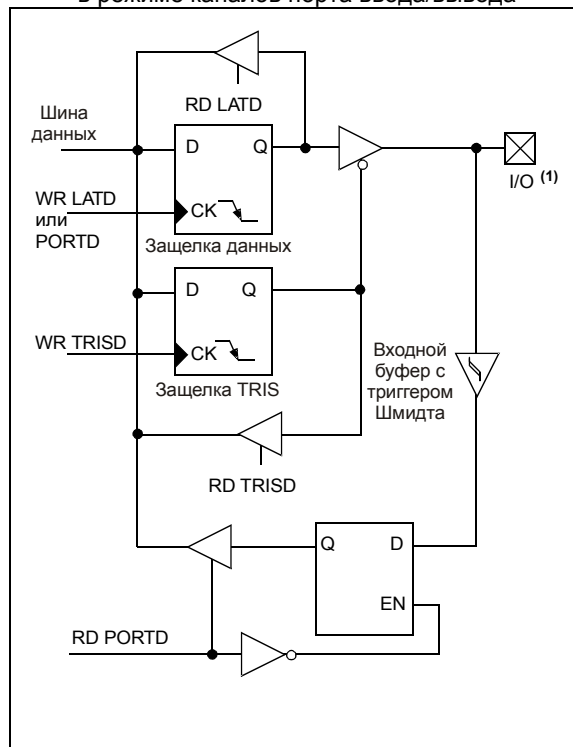 в режиме каналов порта ввода/вывода
RD LATD
Шина
данных
D Q
WR LATD
или
PORTD
CK
I/O (1)
Защелка данных
D Q
WR TRISD
CK
Защелка TRIS
Входной
буфер с
триггером
Шмидта
RD TRISD
Q D
EN
RD PORTD